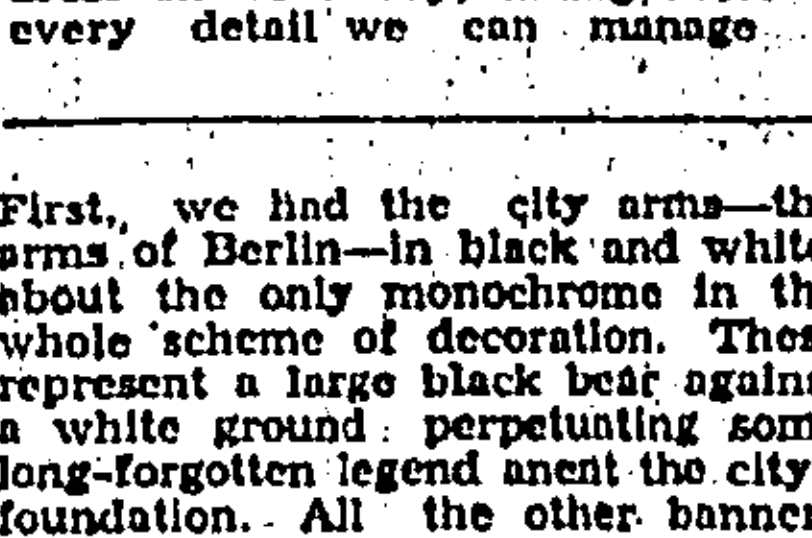 every detail we can manage
First, we find the city arms—th
arms of Berlin—in black and white
about the only monochrome in th
whole scheme of decoration. Thes
represent a large black bear agains
a white ground perpetuating som
long-forgotten legend anent the city
foundation. All the other banner